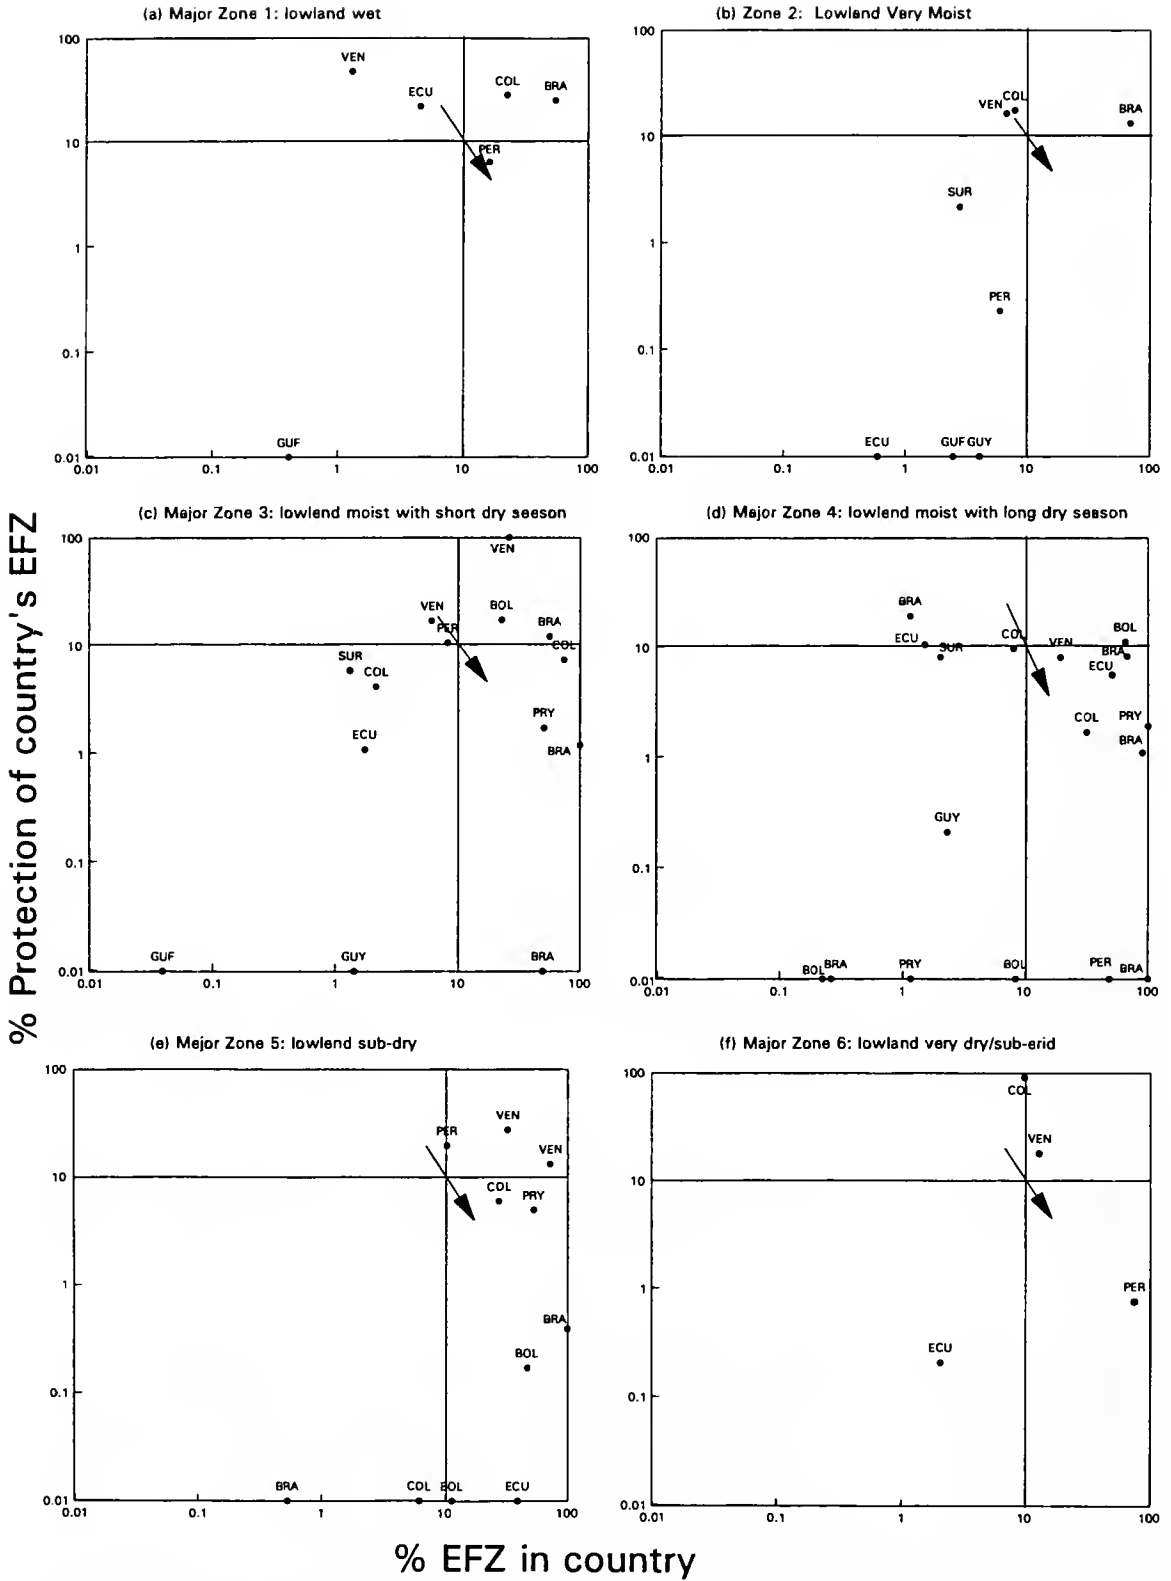 (a) Major Zone 1: lowland wet
100
10
1
0.1
0.01
VEN
ECU
COL
BRA
PER
GUF
0.01
0.1
1
10
100
(b) Zone 2: Lowland Very Moist
100
10
1
0.1
0.01
VEN
COL
BRA
SUR
PER
ECU
GUF
GUY
0.01
0.1
1
10
100
% Protection of country's EFZ
(c) Major Zone 3: lowlend moist with short dry seeson
100
10
1
0.1
0.01
VEN
VEN
PER
BOL
BRA
COL
SUR
COL
ECU
PRY
BRA
GUF
GUY
BRA
0.01
0.1
1
10
100
(d) Major Zone 4: lowlend moist with long dry season
100
10
1
0.1
0.01
BRA
ECU
SUR
COL
VEN
BOL
BRA
ECU
COL
PRY
BRA
GUY
BOL
BRA
PRY
BOL
PER
BRA
0.01
0.1
1
10
100
(e) Mejor Zone 5: lowlend sub-dry
100
10
1
0.1
0.01
PER
VEN
VEN
COL
PRY
BRA
BOL
BRA
COL
BOL
ECU
0.01
0.1
1
10
100
(f) Major Zone 6: lowland very dry/sub-erid
100
10
1
0.1
0.01
COL
VEN
PER
ECU
0.01
0.1
1
10
100
% EFZ in country